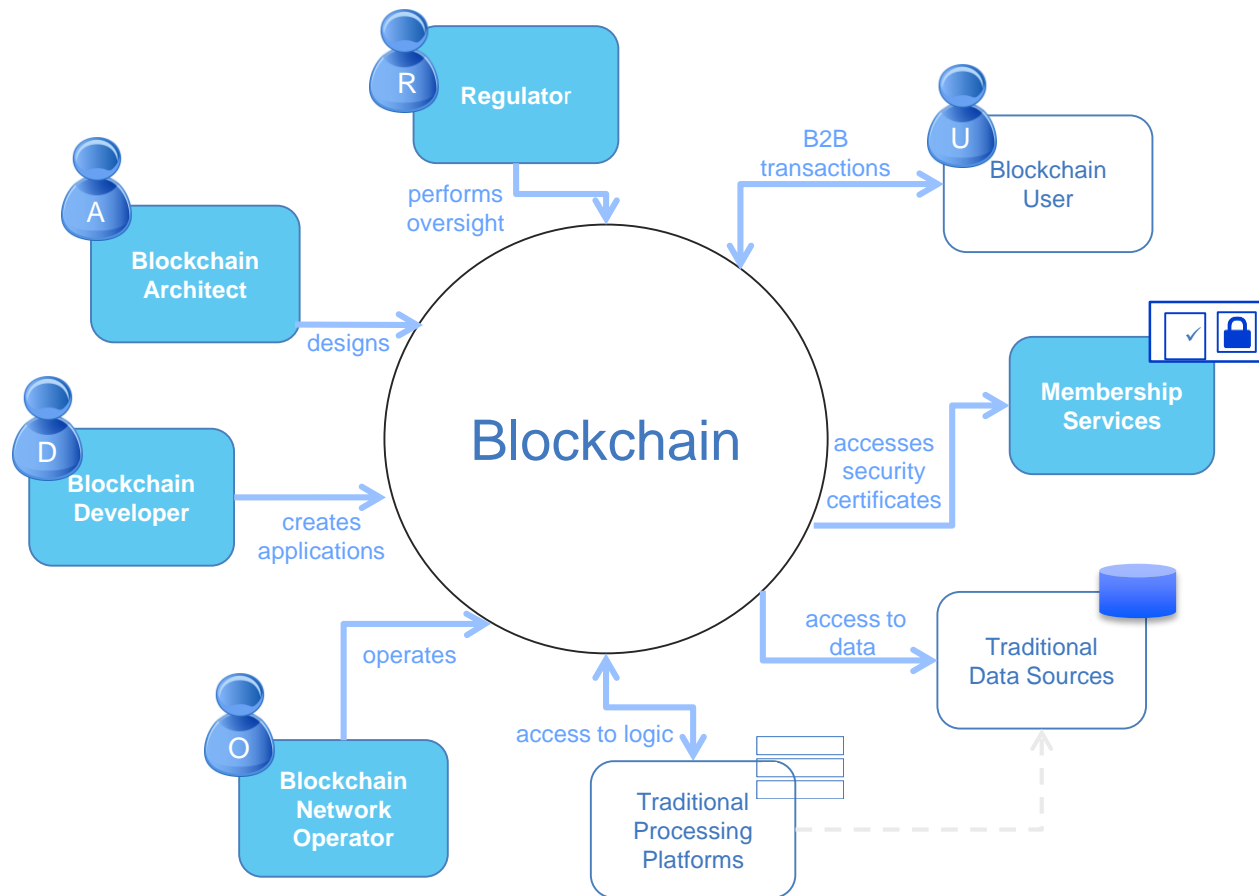 R
Regulator
performs
oversight
B2B
transactions
U
Blockchain
User
A
Blockchain
Architect
designs
Membership
Services
D
Blockchain
Developer
creates
applications
Blockchain
accesses
security
certificates
operates
access to
data
Traditional
Data Sources
O
Blockchain
Network
Operator
access to logic
Traditional
Processing
Platforms